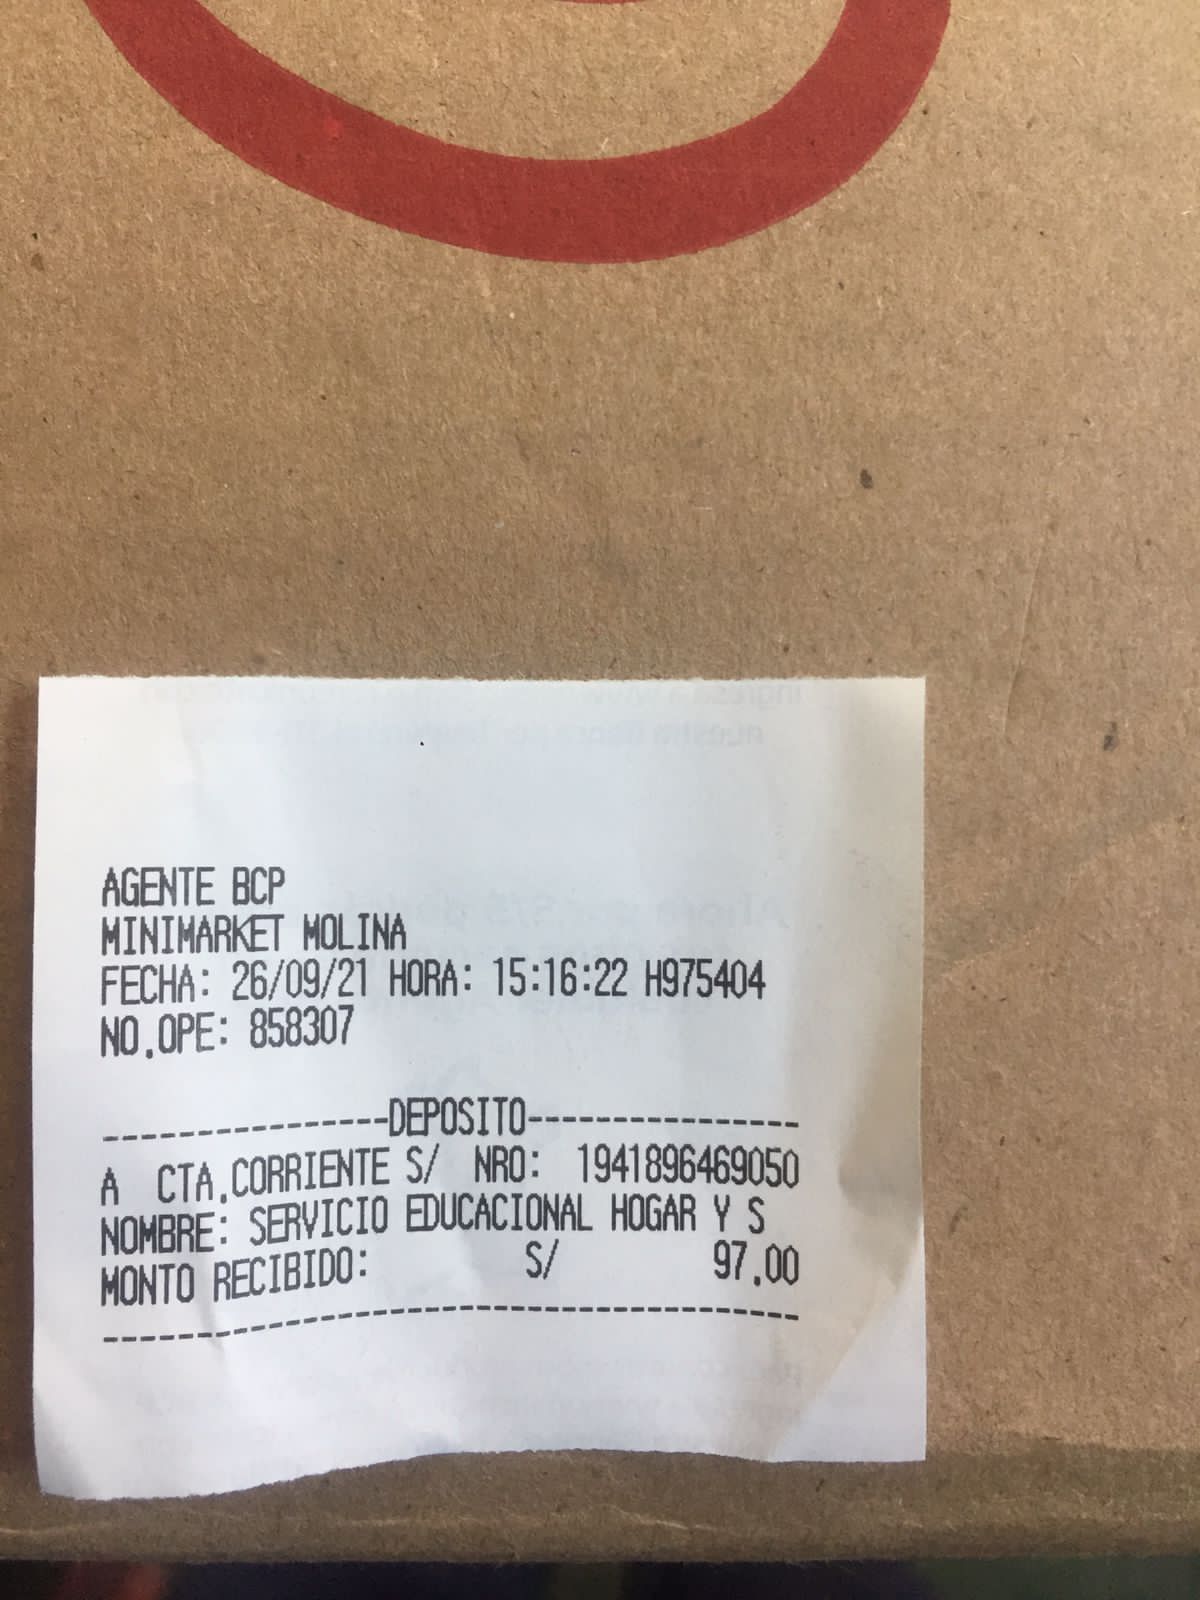 AGENTE BCP
MINIMARKET MOLINA
FECHA: 26/09/21 HORA: 15:16:22 H975404
NO.OPE: 858307
----------------DEPOSITO----------------
A CTA.CORRIENTE S/ NRO: 1941896469050
NOMBRE: SERVICIO EDUCACIONAL HOGAR Y S
MONTO RECIBIDO: S/ 97.00
----------------------------------------